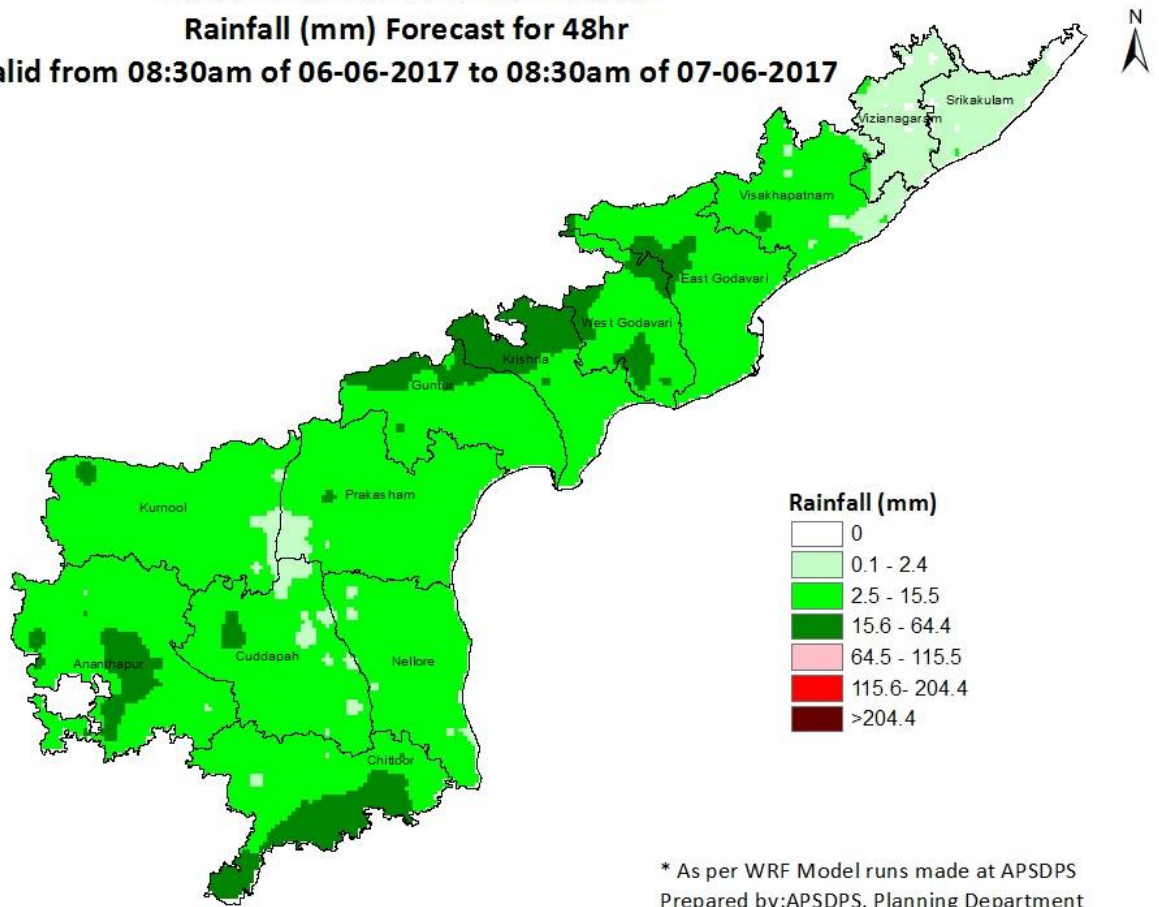 Rainfall (mm) Forecast for 48hr
valid from 08:30am of 06-06-2017 to 08:30am of 07-06-2017
N
Srikakulam
Vizianagaram
Visakhapatnam
East Godavari
West Godavari
Krishna
Guntur
Prakasham
Kurnool
Ananthapur
Cuddapah
Nellore
Chittoor
Rainfall (mm)
0
0.1 - 2.4
2.5 - 15.5
15.6 - 64.4
64.5 - 115.5
115.6- 204.4
>204.4
* As per WRF Model runs made at APSDPS
Prepared by:APSDPS, Planning Department